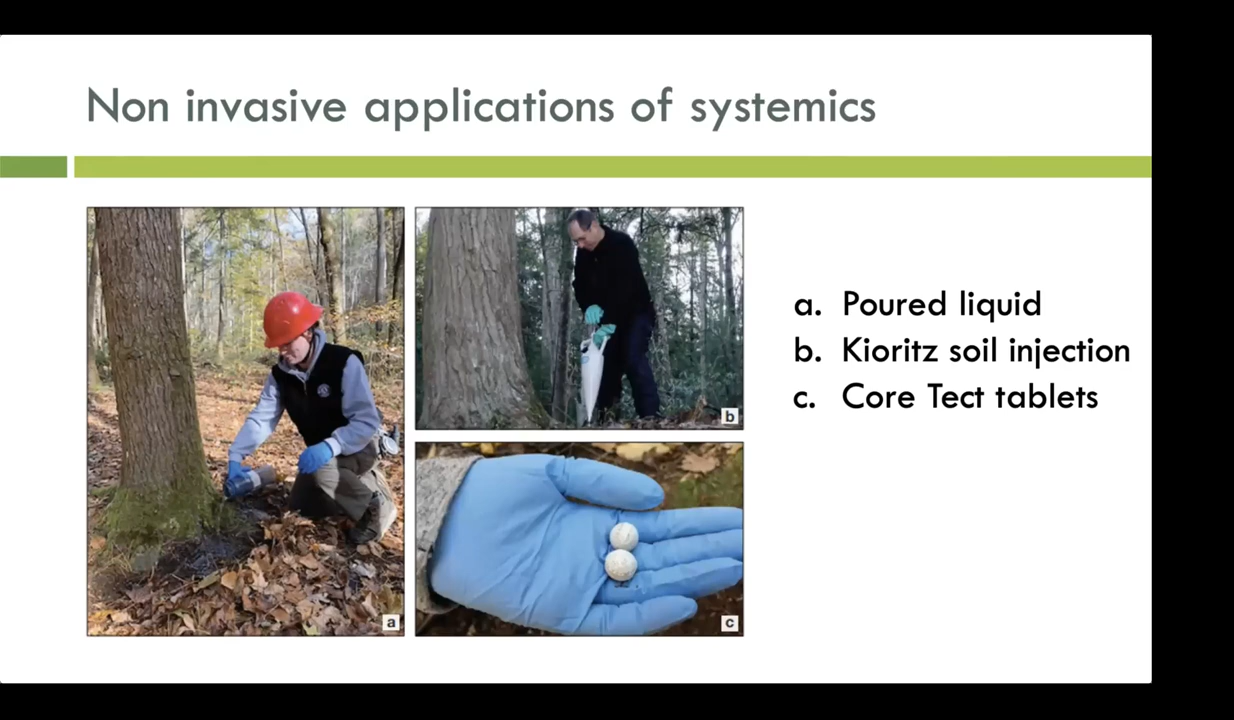 Non invasive applications of systemics
a. Poured liquid
b. Kioritz soil injection
c. Core Tect tablets
a
b
c